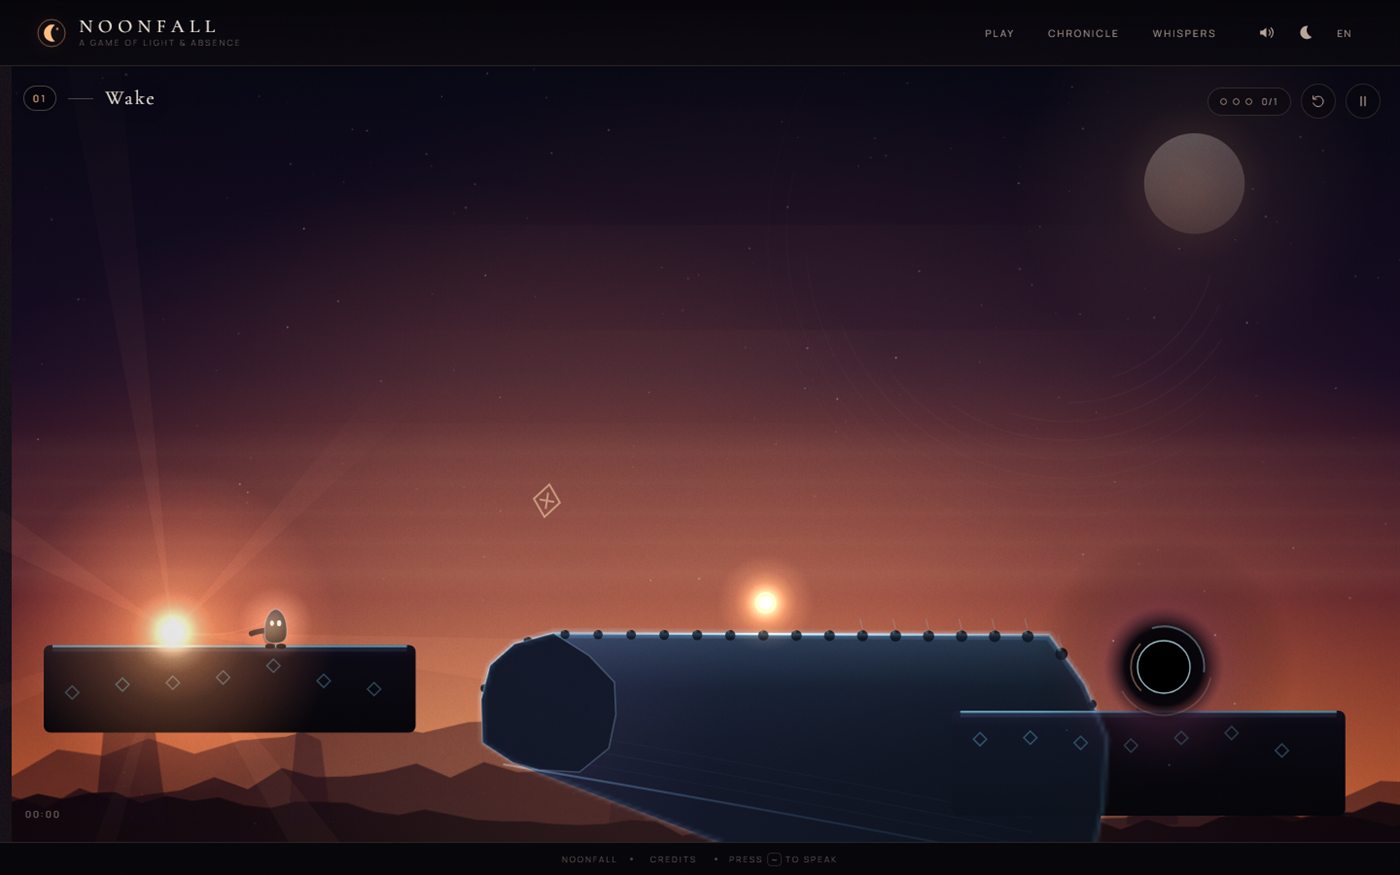 NOONFALL
A GAME OF LIGHT & ABSENCE
PLAY CHRONICLE WHISPERS EN
01 — Wake
0/1
00:00
NOONFALL • CREDITS • PRESS ~ TO SPEAK